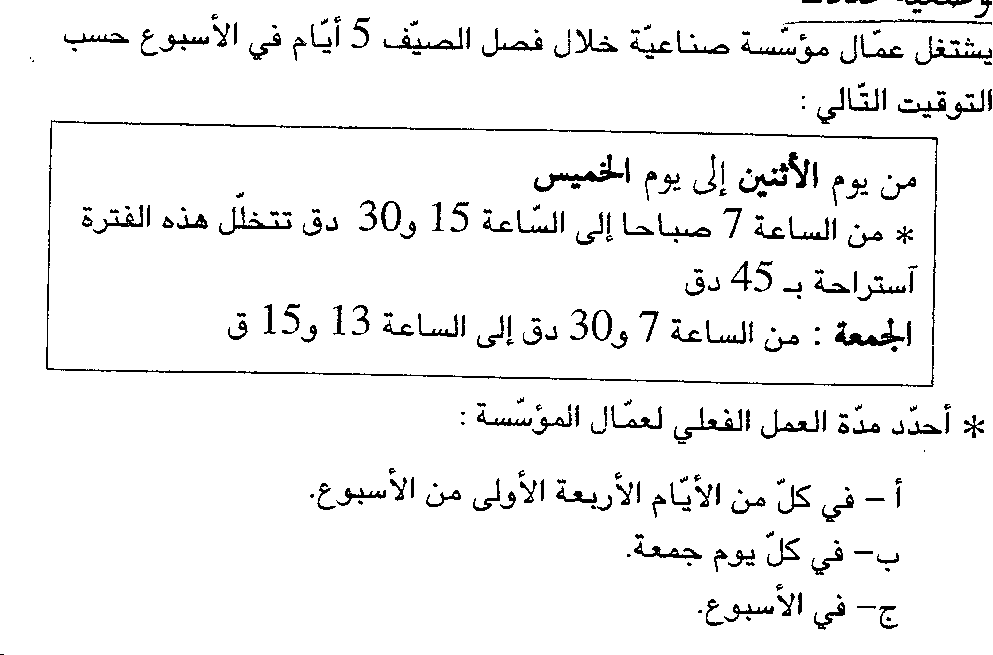 يشتغل عمّال مؤسّسة صناعيّة خلال فصل الصيّف 5 أيّام في الأسبوع حسب
التوقيت التّالي :
من يوم الأثنين إلى يوم الخميس
* من الساعة 7 صباحا إلى السّاعة 15 و30 دق تتخلّل هذه الفترة
آستراحة بـ 45 دق
الجمعة : من الساعة 7 و30 دق إلى الساعة 13 و15 ق
* أحدّد مدّة العمل الفعلي لعمّال المؤسّسة :
أ – في كلّ من الأيّام الأربعة الأولى من الأسبوع.
ب– في كلّ يوم جمعة.
ج– في الأسبوع.